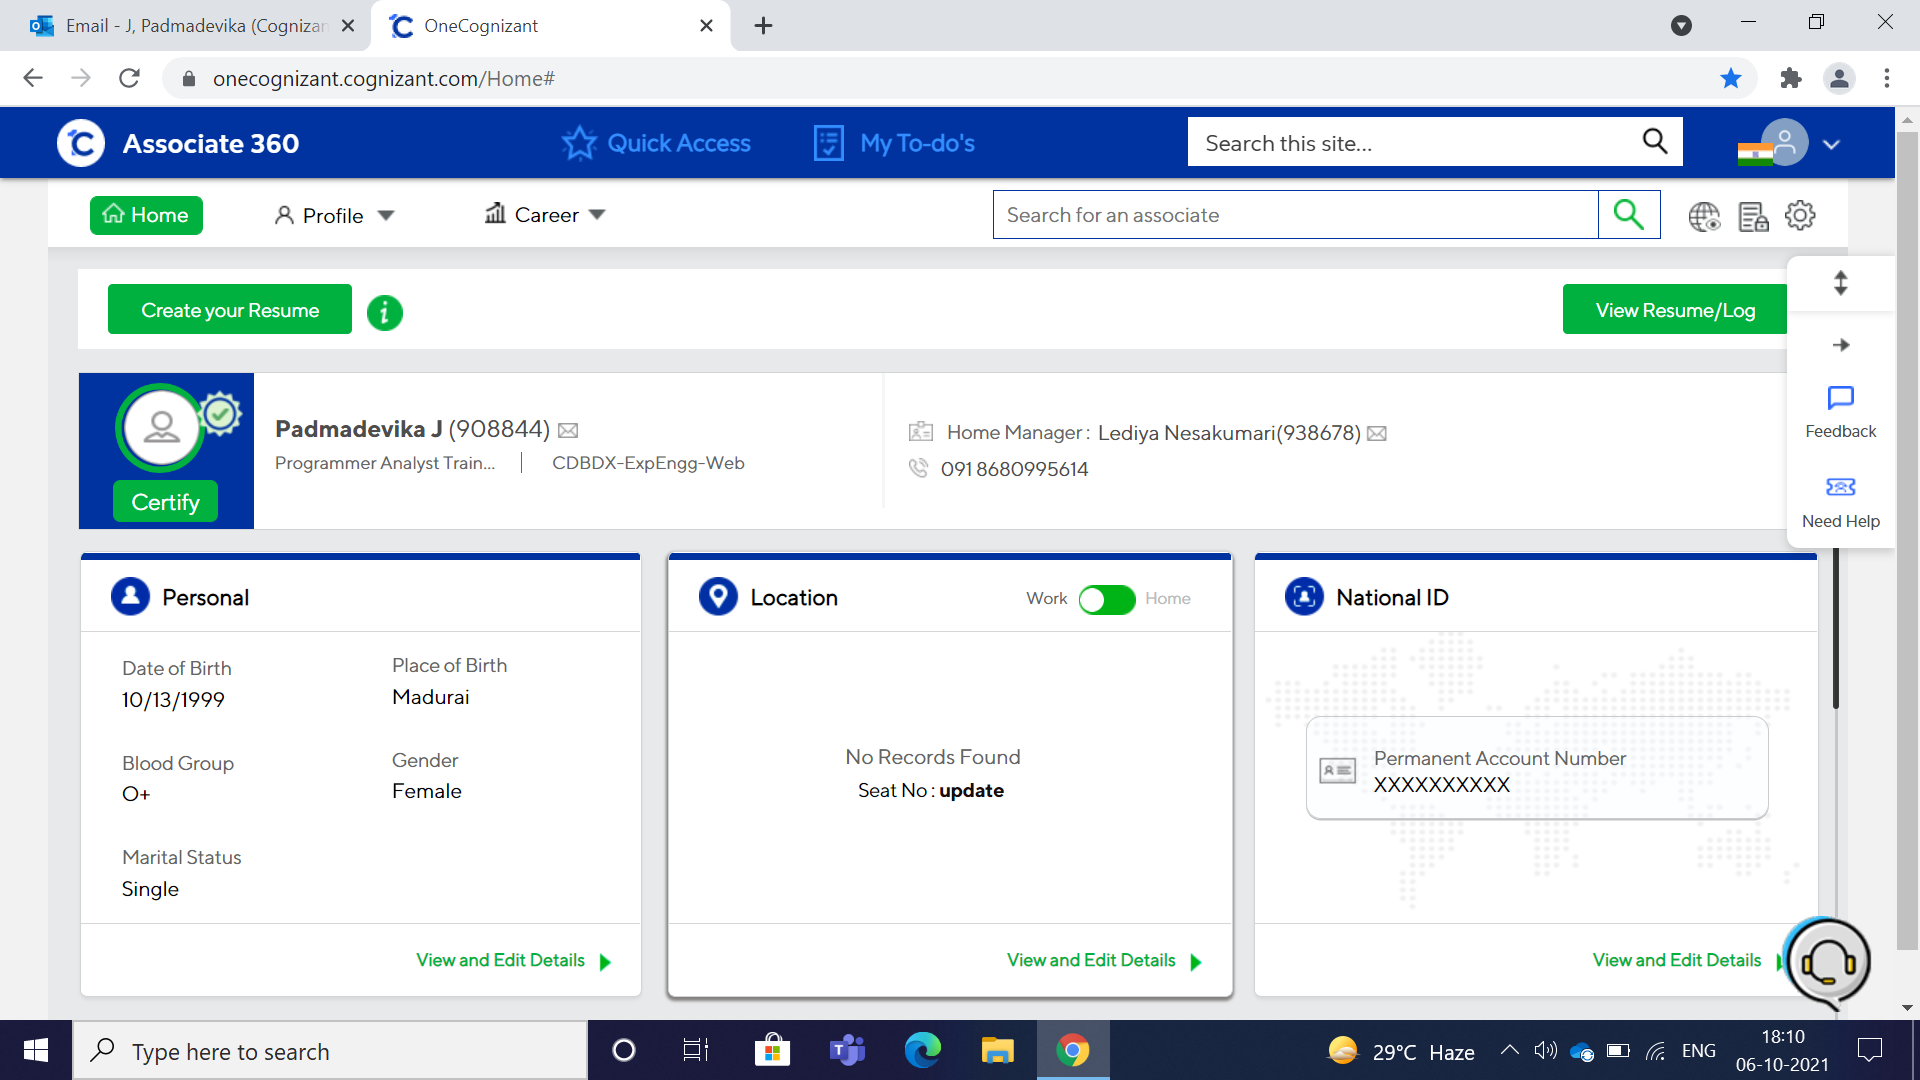 Email - J, Padmadevika (Cognizan
OneCognizant
onecognizant.cognizant.com/Home#
Associate 360
Quick Access
My To-do's
Search this site...
Home
Profile
Career
Search for an associate
Create your Resume
View Resume/Log
Padmadevika J (908844)
Programmer Analyst Train...
CDBDX-ExpEngg-Web
Home Manager : Lediya Nesakumari(938678)
091 8680995614
Certify
Feedback
Need Help
Personal
Date of Birth
10/13/1999
Place of Birth
Madurai
Blood Group
O+
Gender
Female
Marital Status
Single
View and Edit Details
Location
Work
Home
No Records Found
Seat No : update
View and Edit Details
National ID
Permanent Account Number
XXXXXXXXXX
View and Edit Details
Type here to search
29°C Haze
ENG
18:10
06-10-2021